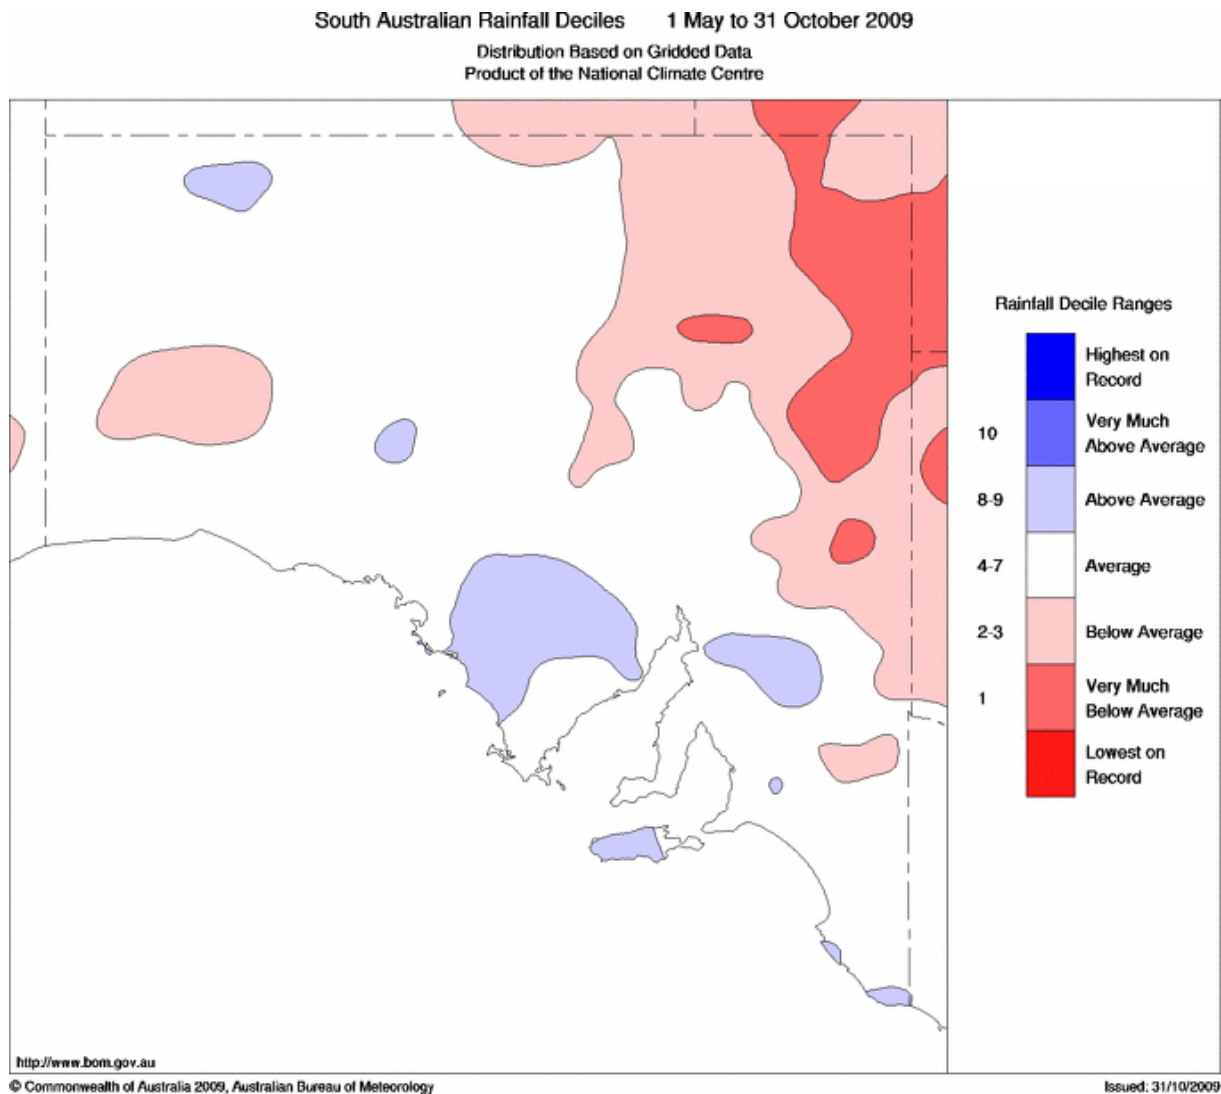 South Australian Rainfall Deciles 1 May to 31 October 2009
Distribution Based on Gridded Data
Product of the National Climate Centre
Rainfall Decile Ranges
Highest on
Record
10
Very Much
Above Average
8-9
Above Average
4-7
Average
2-3
Below Average
1
Very Much
Below Average
Lowest on
Record
http://www.bom.gov.au
© Commonwealth of Australia 2009, Australian Bureau of Meteorology
Issued: 31/10/2009